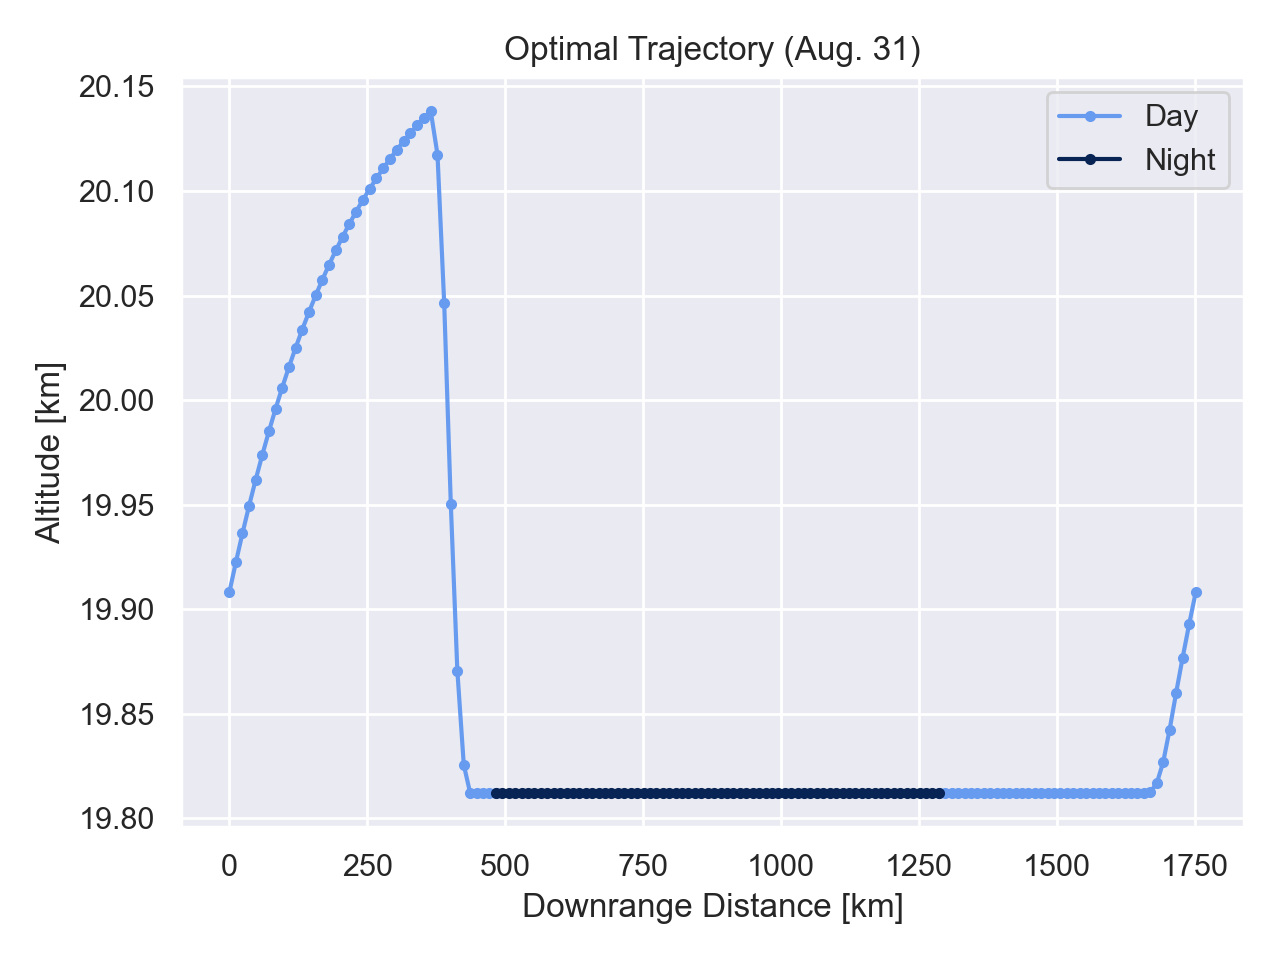 Optimal Trajectory (Aug. 31)
Day
Night
20.15
20.10
20.05
20.00
19.95
19.90
19.85
19.80
Altitude [km]
0 250 500 750 1000 1250 1500 1750
Downrange Distance [km]